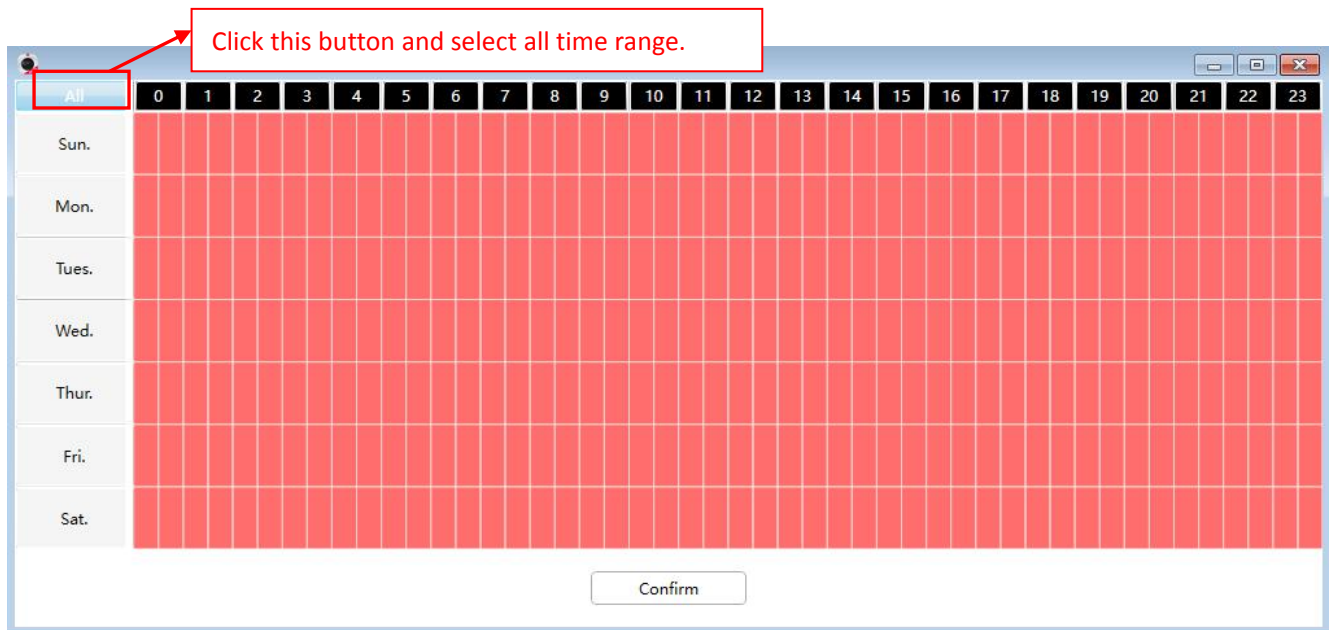 Click this button and select all time range.
All 0 1 2 3 4 5 6 7 8 9 10 11 12 13 14 15 16 17 18 19 20 21 22 23
Sun.
Mon.
Tues.
Wed.
Thur.
Fri.
Sat.
Confirm